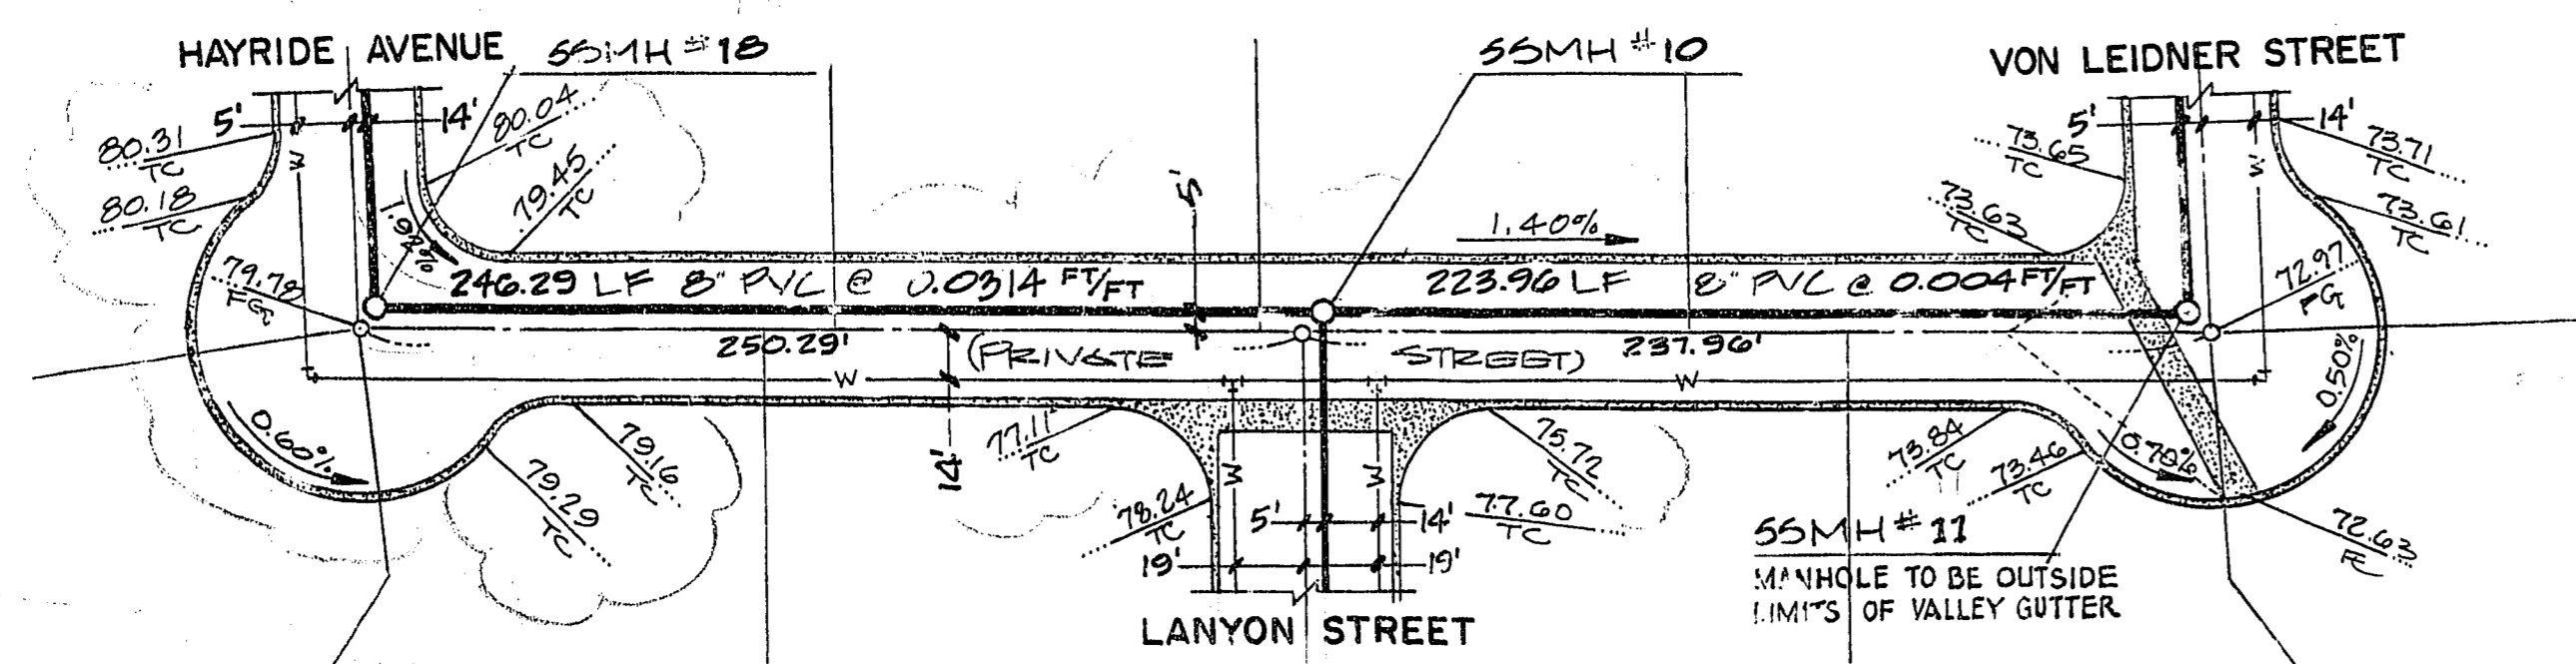 HAYRIDE AVENUE
SSMH #18
SSMH #10
VON LEIDNER STREET
5'
14'
80.31
TC
80.04
TC
80.18
TC
79.45
TC
1.92%
79.78
FG
5'
1.40%
5'
14'
73.65
TC
73.71
TC
73.63
TC
73.61
TC
72.97
FG
246.29 LF 8" PVC @ 0.0314 FT/FT
223.96 LF 8" PVC @ 0.004 FT/FT
250.29'
(PRIVATE STREET)
237.96'
W
W
W
W
W
W
0.60%
79.16
TC
79.29
TC
14'
77.11
TC
78.24
TC
75.72
TC
77.60
TC
5'
14'
19'
19'
73.84
TC
73.46
TC
0.70%
0.50%
72.63
SSMH #11
MANHOLE TO BE OUTSIDE
LIMITS OF VALLEY GUTTER
LANYON STREET